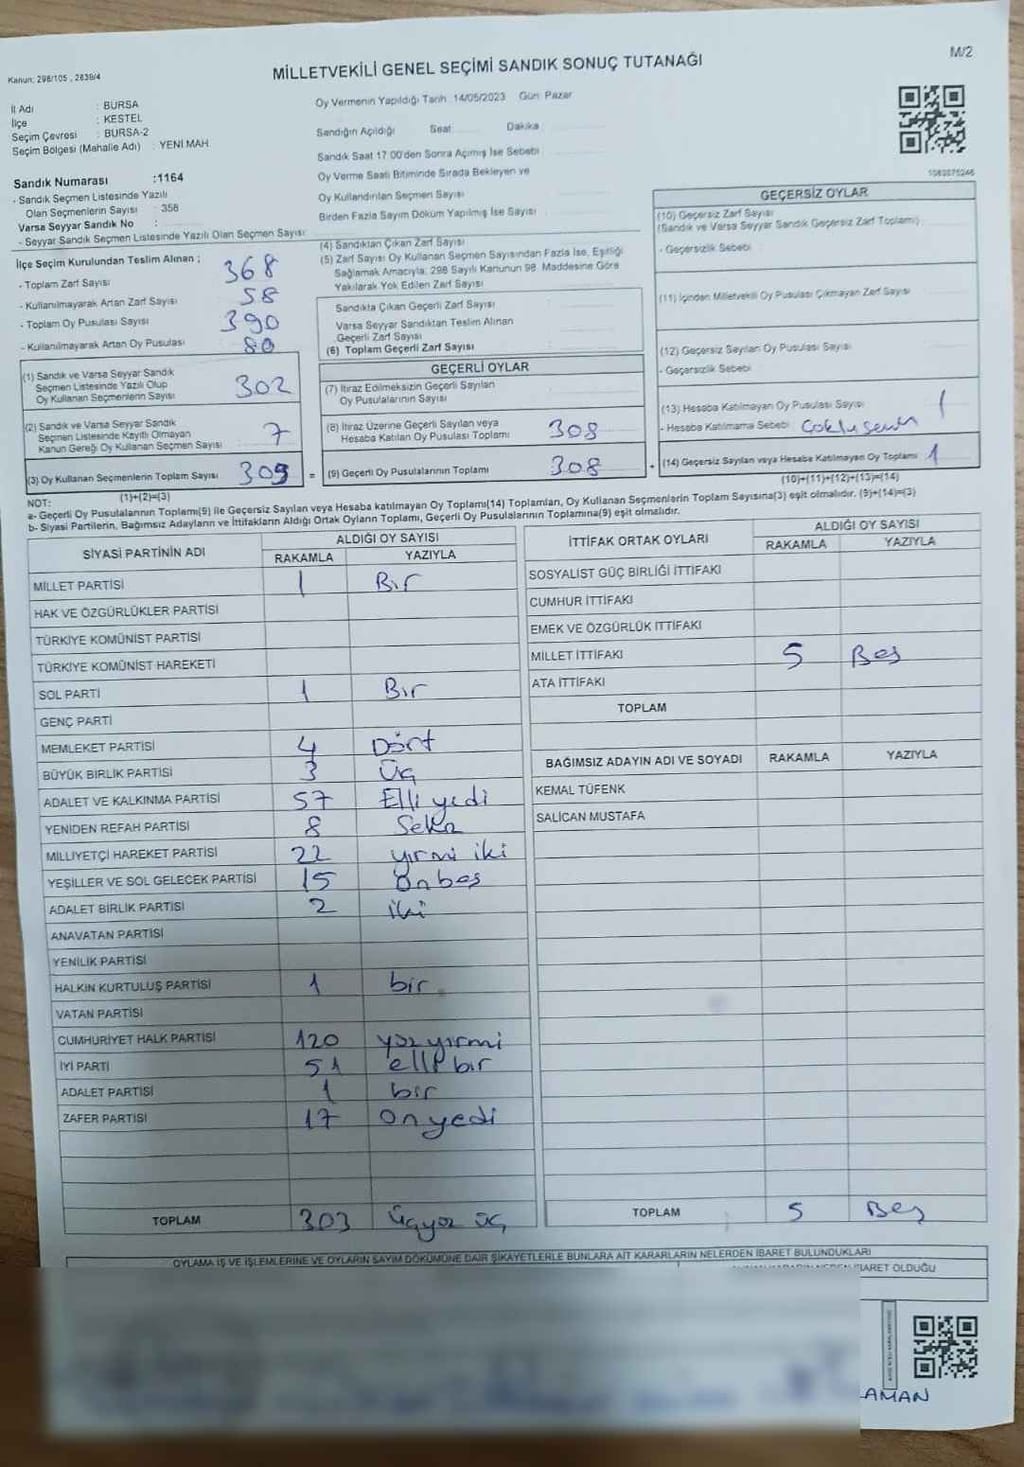 Kanun: 298/105 , 2839/4
MİLLETVEKİLİ GENEL SEÇİMİ SANDIK SONUÇ TUTANAĞI
M/2
İl Adı : BURSA
İlçe : KESTEL
Seçim Çevresi : BURSA-2
Seçim Bölgesi (Mahalle Adı) : YENİ MAH.
Oy Vermenin Yapıldığı Tarih :14/05/2023 Gün: Pazar
Sandığın Açıldığı Saat Dakika
Sandık Saat 17.00'den Sonra Açılmış İse Sebebi
Oy Verme Saati Bitiminde Sırada Bekleyen ve
Oy Kullandırılan Seçmen Sayısı
Birden Fazla Sayım Döküm Yapılmış İse Sayısı
Sandık Numarası :1164
- Sandık Seçmen Listesinde Yazılı
Olan Seçmenlerin Sayısı : 358
Varsa Seyyar Sandık No :
- Seyyar Sandık Seçmen Listesinde Yazılı Olan Seçmen Sayısı:
İlçe Seçim Kurulundan Teslim Alınan ;
- Toplam Zarf Sayısı 368
- Kullanılmayarak Artan Zarf Sayısı 58
- Toplam Oy Pusulası Sayısı 390
- Kullanılmayarak Artan Oy Pusulası 80
(1) Sandık ve Varsa Seyyar Sandık
Seçmen Listesinde Yazılı Olup
Oy Kullanan Seçmenlerin Sayısı 302
(2) Sandık ve Varsa Seyyar Sandık
Seçmen Listesinde Kayıtlı Olmayan
Kanun Gereği Oy Kullanan Seçmen Sayısı 7
(3) Oy Kullanan Seçmenlerin Toplam Sayısı 309 =
(1)+(2)=(3)
(4) Sandıktan Çıkan Zarf Sayısı
(5) Zarf Sayısı Oy Kullanan Seçmen Sayısından Fazla İse, Eşitliği
Sağlamak Amacıyla; 298 Sayılı Kanunun 98. Maddesine Göre
Yakılarak Yok Edilen Zarf Sayısı
Sandıkta Çıkan Geçerli Zarf Sayısı
Varsa Seyyar Sandıktan Teslim Alınan
Geçerli Zarf Sayısı
(6) Toplam Geçerli Zarf Sayısı
GEÇERLİ OYLAR
(7) İtiraz Edilmeksizin Geçerli Sayılan
Oy Pusulalarının Sayısı
(8) İtiraz Üzerine Geçerli Sayılan veya
Hesaba Katılan Oy Pusulası Toplamı 308
(9) Geçerli Oy Pusulalarının Toplamı 308 +
GEÇERSİZ OYLAR
(10) Geçersiz Zarf Sayısı
(Sandık ve Varsa Seyyar Sandık Geçersiz Zarf Toplamı)
- Geçersizlik Sebebi
(11) İçinden Milletvekili Oy Pusulası Çıkmayan Zarf Sayısı
(12) Geçersiz Sayılan Oy Pusulası Sayısı
- Geçersizlik Sebebi
(13) Hesaba Katılmayan Oy Pusulası Sayısı 1
- Hesaba Katılmama Sebebi
(14) Geçersiz Sayılan veya Hesaba Katılmayan Oy Toplamı 1
(10)+(11)+(12)+(13)=(14)
NOT:
a- Geçerli Oy Pusulalarının Toplamı(9) ile Geçersiz Sayılan veya Hesaba katılmayan Oy Toplamı(14) Toplamları, Oy Kullanan Seçmenlerin Toplam Sayısına(3) eşit olmalıdır. (9)+(14)=(3)
b- Siyasi Partilerin, Bağımsız Adayların ve İttifakların Aldığı Ortak Oyların Toplamı, Geçerli Oy Pusulalarının Toplamına(9) eşit olmalıdır.
SİYASİ PARTİNİN ADI ALDIĞI OY SAYISI
RAKAMLA YAZIYLA
MİLLET PARTİSİ 1 Bir
HAK VE ÖZGÜRLÜKLER PARTİSİ
TÜRKİYE KOMÜNİST PARTİSİ
TÜRKİYE KOMÜNİST HAREKETİ
SOL PARTİ 1 Bir
GENÇ PARTİ
MEMLEKET PARTİSİ 4 Dört
BÜYÜK BİRLİK PARTİSİ 3 Üç
ADALET VE KALKINMA PARTİSİ 57 Elli yedi
YENİDEN REFAH PARTİSİ 8 Sekiz
MİLLİYETÇİ HAREKET PARTİSİ 22 yirmi iki
YEŞİLLER VE SOL GELECEK PARTİSİ 15 Onbeş
ADALET BİRLİK PARTİSİ 2 iki
ANAVATAN PARTİSİ
YENİLİK PARTİSİ
HALKIN KURTULUŞ PARTİSİ 1 bir
VATAN PARTİSİ
CUMHURİYET HALK PARTİSİ 120 yüzyirmi
İYİ PARTİ 51 elli bir
ADALET PARTİSİ 1 bir
ZAFER PARTİSİ 17 onyedi
TOPLAM 303 Üçyüz üç
İTTİFAK ORTAK OYLARI ALDIĞI OY SAYISI
RAKAMLA YAZIYLA
SOSYALİST GÜÇ BİRLİĞİ İTTİFAKI
CUMHUR İTTİFAKI
EMEK VE ÖZGÜRLÜK İTTİFAKI
MİLLET İTTİFAKI 5 Beş
ATA İTTİFAKI
TOPLAM
BAĞIMSIZ ADAYIN ADI VE SOYADI RAKAMLA YAZIYLA
KEMAL TÜFENK
SALİCAN MUSTAFA
TOPLAM 5 Beş
OYLAMA İŞ VE İŞLEMLERİNE VE OYLARIN SAYIM DÖKÜMÜNE DAİR ŞİKAYETLERLE BUNLARA AİT KARARLARIN NELERDEN İBARET BULUNDUKLARI
İBARET OLDUĞU